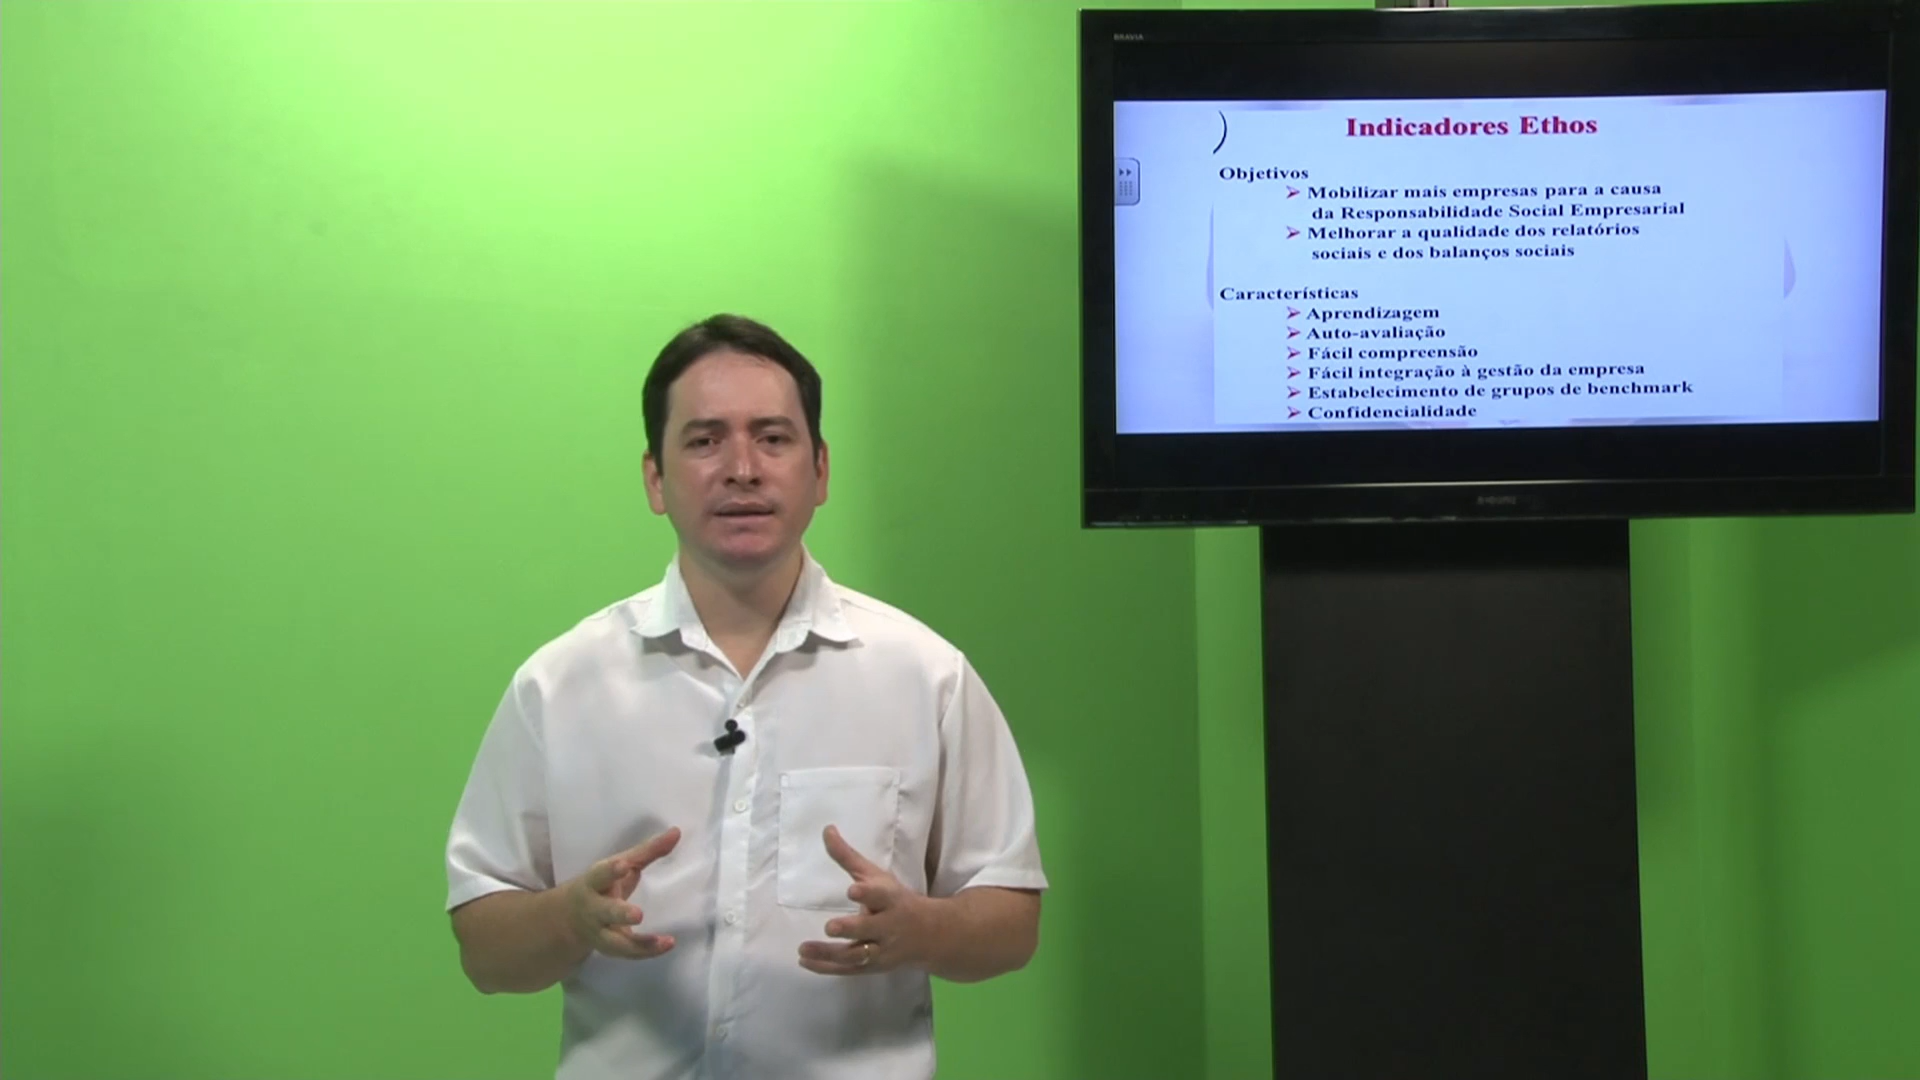 BRAVIA
Indicadores Ethos
Objetivos
Mobilizar mais empresas para a causa
da Responsabilidade Social Empresarial
Melhorar a qualidade dos relatórios
sociais e dos balanços sociais
Características
Aprendizagem
Auto-avaliação
Fácil compreensão
Fácil integração à gestão da empresa
Estabelecimento de grupos de benchmark
Confidencialidade